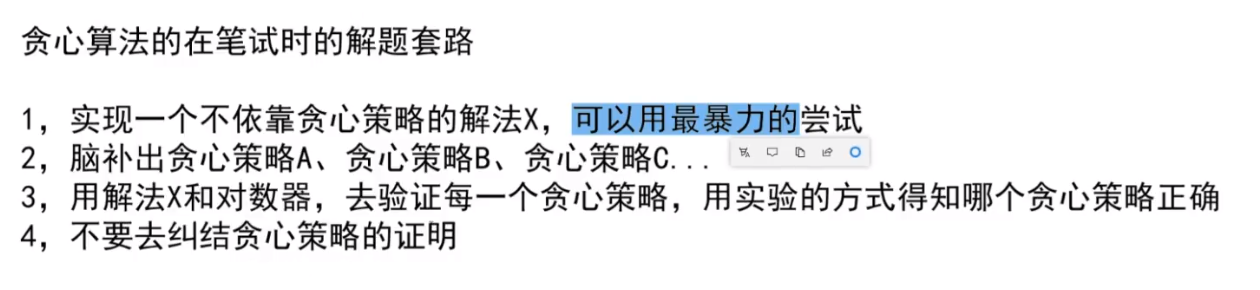 贪心算法的在笔试时的解题套路
1，实现一个不依靠贪心策略的解法X，可以用最暴力的尝试
2，脑补出贪心策略A、贪心策略B、贪心策略C...
3，用解法X和对数器，去验证每一个贪心策略，用实验的方式得知哪个贪心策略正确
4，不要去纠结贪心策略的证明